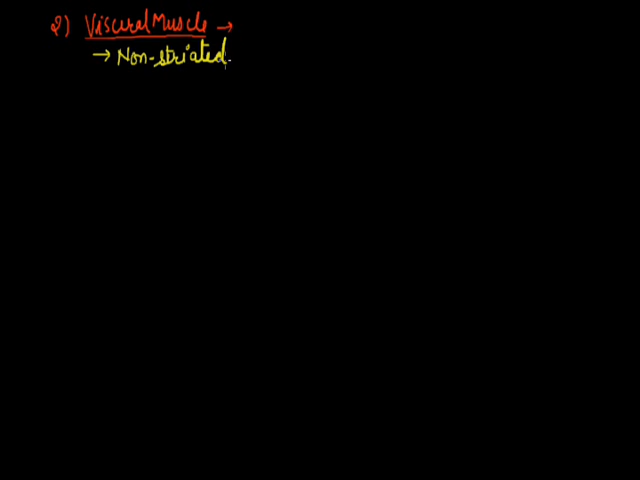 2) Visceral Muscle →
→ Non-striated